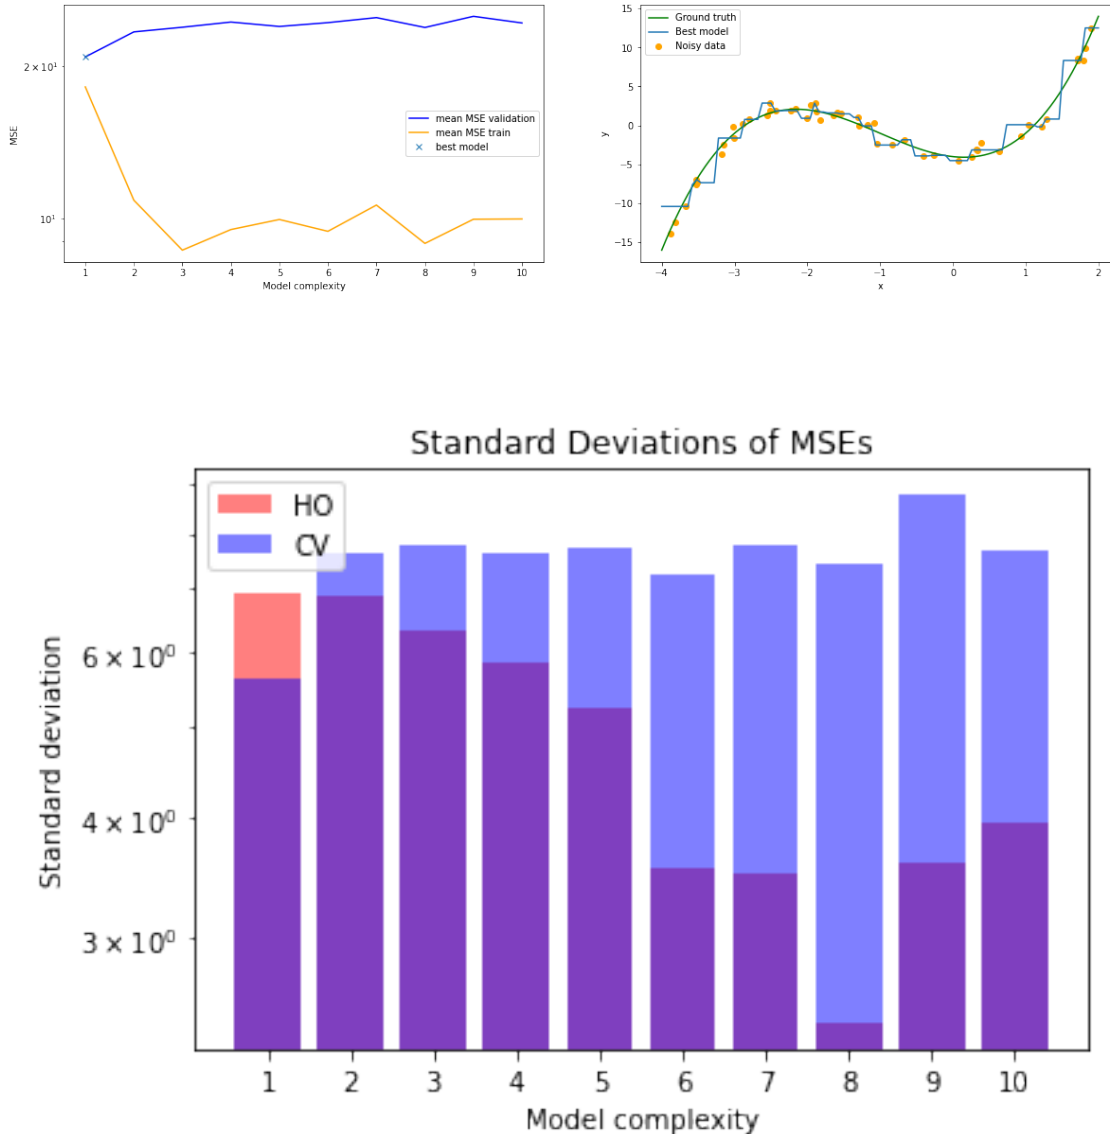 2 × 10¹
10¹
MSE
mean MSE validation
mean MSE train
best model
1 2 3 4 5 6 7 8 9 10
Model complexity
Ground truth
Best model
Noisy data
15
10
5
0
−5
−10
−15
y
−4 −3 −2 −1 0 1 2
x
Standard Deviations of MSEs
HO
CV
6 × 10⁰
4 × 10⁰
3 × 10⁰
Standard deviation
1 2 3 4 5 6 7 8 9 10
Model complexity